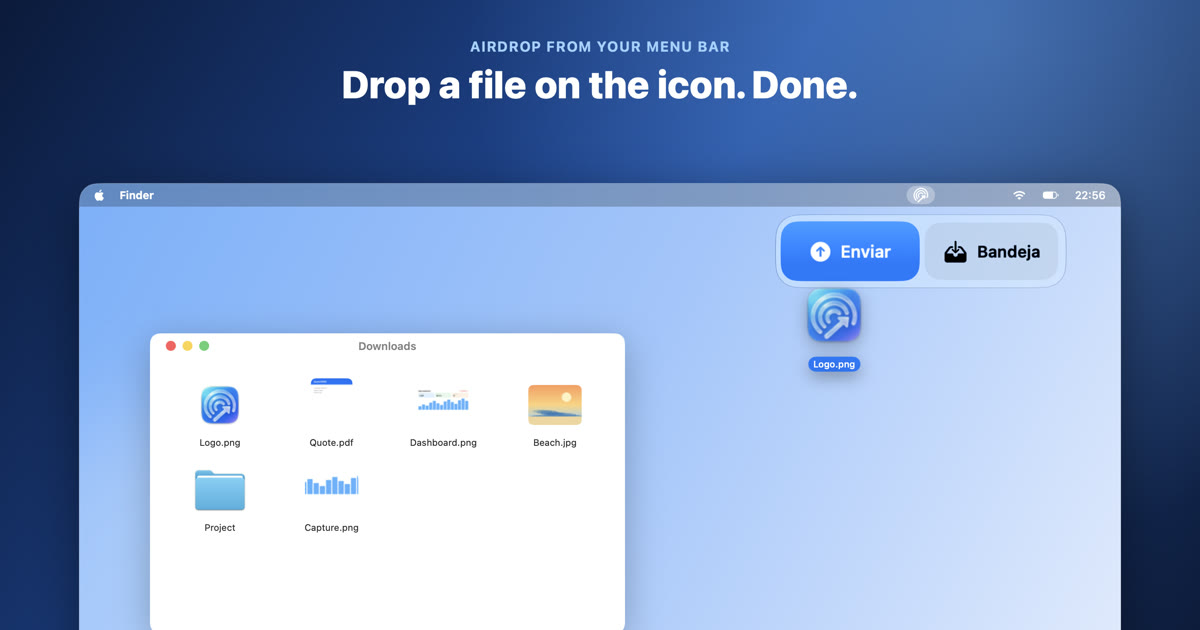 AIRDROP FROM YOUR MENU BAR
Drop a file on the icon. Done.
Finder
22:56
Enviar
Bandeja
Logo.png
Downloads
Logo.png
Quote.pdf
Dashboard.png
Beach.jpg
Project
Capture.png